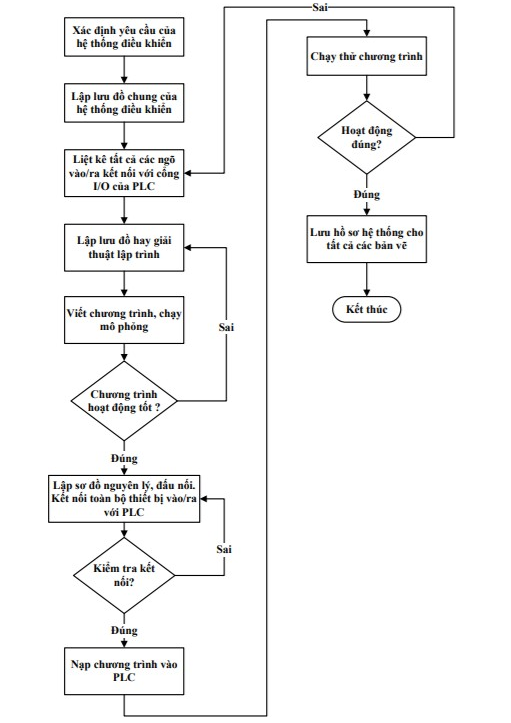 Xác định yêu cầu của
hệ thống điều khiển
Lập lưu đồ chung của
hệ thống điều khiển
Liệt kê tất cả các ngõ
vào/ra kết nối với cổng
I/O của PLC
Lập lưu đồ hay giải
thuật lập trình
Viết chương trình, chạy
mô phỏng
Sai
Chương trình
hoạt động tốt ?
Đúng
Lập sơ đồ nguyên lý, đấu nối.
Kết nối toàn bộ thiết bị vào/ra
với PLC
Sai
Kiểm tra kết
nối?
Đúng
Nạp chương trình vào
PLC
Sai
Chạy thử chương trình
Hoạt động
đúng?
Đúng
Lưu hồ sơ hệ thống cho
tất cả các bản vẽ
Kết thúc